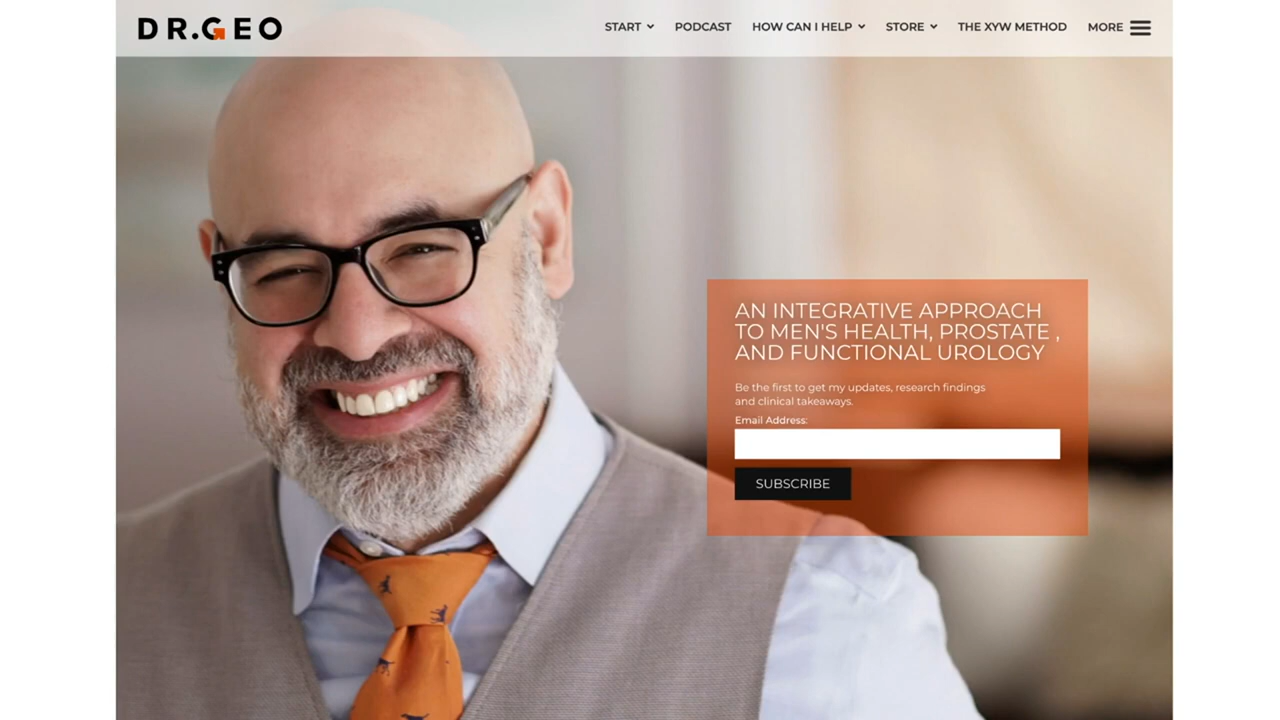 DR.GEO
START
PODCAST
HOW CAN I HELP
STORE
THE XYW METHOD
MORE
AN INTEGRATIVE APPROACH
TO MEN'S HEALTH, PROSTATE ,
AND FUNCTIONAL UROLOGY
Be the first to get my updates, research findings
and clinical takeaways.
Email Address:
SUBSCRIBE